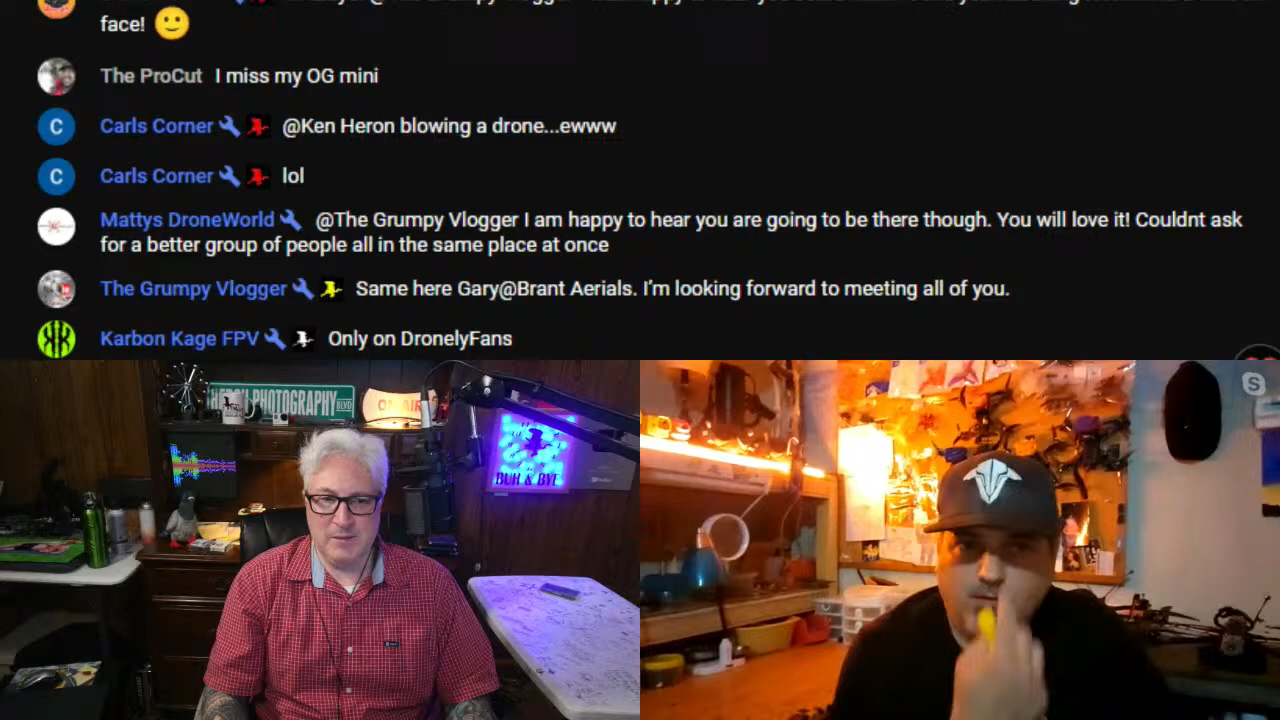 face!
The ProCut I miss my OG mini
C Carls Corner @Ken Heron blowing a drone...ewww
C Carls Corner lol
Mattys DroneWorld @The Grumpy Vlogger I am happy to hear you are going to be there though. You will love it! Couldnt ask
for a better group of people all in the same place at once
The Grumpy Vlogger Same here Gary@Brant Aerials. I'm looking forward to meeting all of you.
Karbon Kage FPV Only on DronelyFans
HERON PHOTOGRAPHY BLVD
ON AIR
BUH & BYE
S